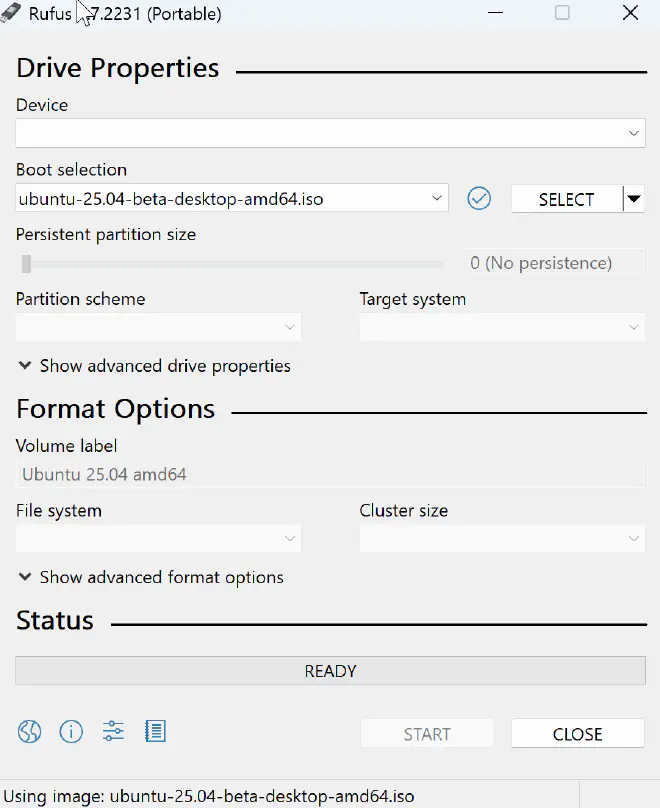 Rufus .7.2231 (Portable)
Drive Properties
Device
Boot selection
ubuntu-25.04-beta-desktop-amd64.iso
SELECT
Persistent partition size
0 (No persistence)
Partition scheme Target system
Show advanced drive properties
Format Options
Volume label
Ubuntu 25.04 amd64
File system Cluster size
Show advanced format options
Status
READY
START CLOSE
Using image: ubuntu-25.04-beta-desktop-amd64.iso